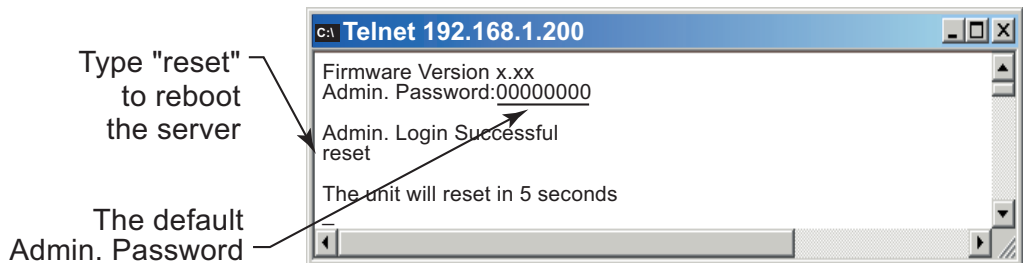 Type "reset"
to reboot
the server
The default
Admin. Password
C:\ Telnet 192.168.1.200
Firmware Version x.xx
Admin. Password:00000000
Admin. Login Successful
reset
The unit will reset in 5 seconds
_